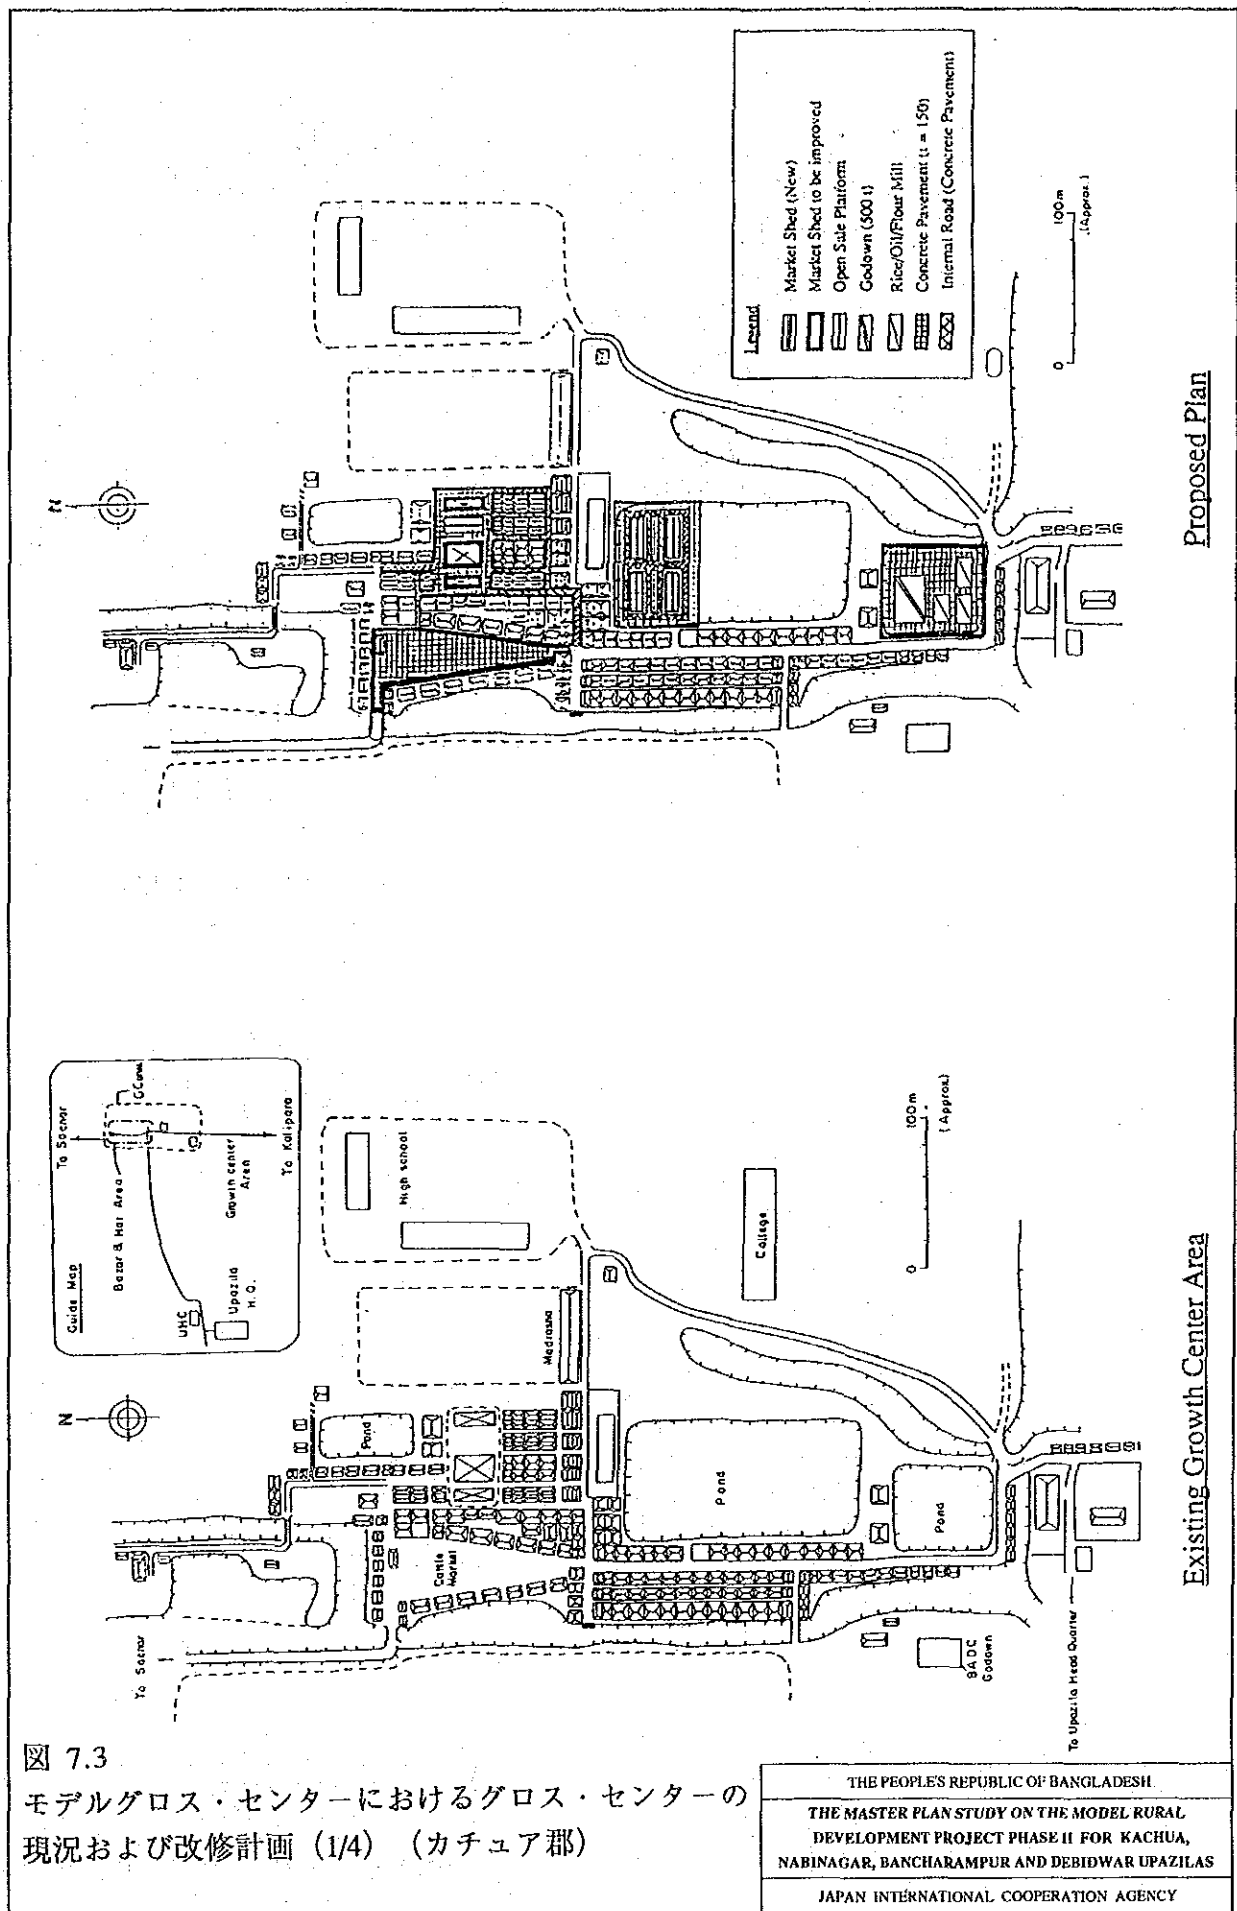 Legend
Market Shed (New)
Market Shed to be improved
Open Sale Platform
Godown (500 t)
Rice/Oil/Flour Mill
Concrete Pavement (t = 150)
Internal Road (Concrete Pavement)
N
0
100m
(Approx.)
Proposed Plan
Guide Map
To Sacnar
Bazar & Hat Area
Growth center
Area
UHC
Upazila
H.Q.
To Kalipara
N
To Sacnar
Pond
Cattle
Market
High school
Madrasha
Pond
College
Pond
BADC
Godown
To Upazila Head Quarter
0
100m
(Approx.)
Existing Growth Center Area
図 7.3
モデルグロス・センターにおけるグロス・センターの
現況および改修計画 (1/4) (カチュア郡)
THE PEOPLE'S REPUBLIC OF BANGLADESH
THE MASTER PLAN STUDY ON THE MODEL RURAL
DEVELOPMENT PROJECT PHASE II FOR KACHUA,
NABINAGAR, BANCHARAMPUR AND DEBIDWAR UPAZILAS
JAPAN INTERNATIONAL COOPERATION AGENCY